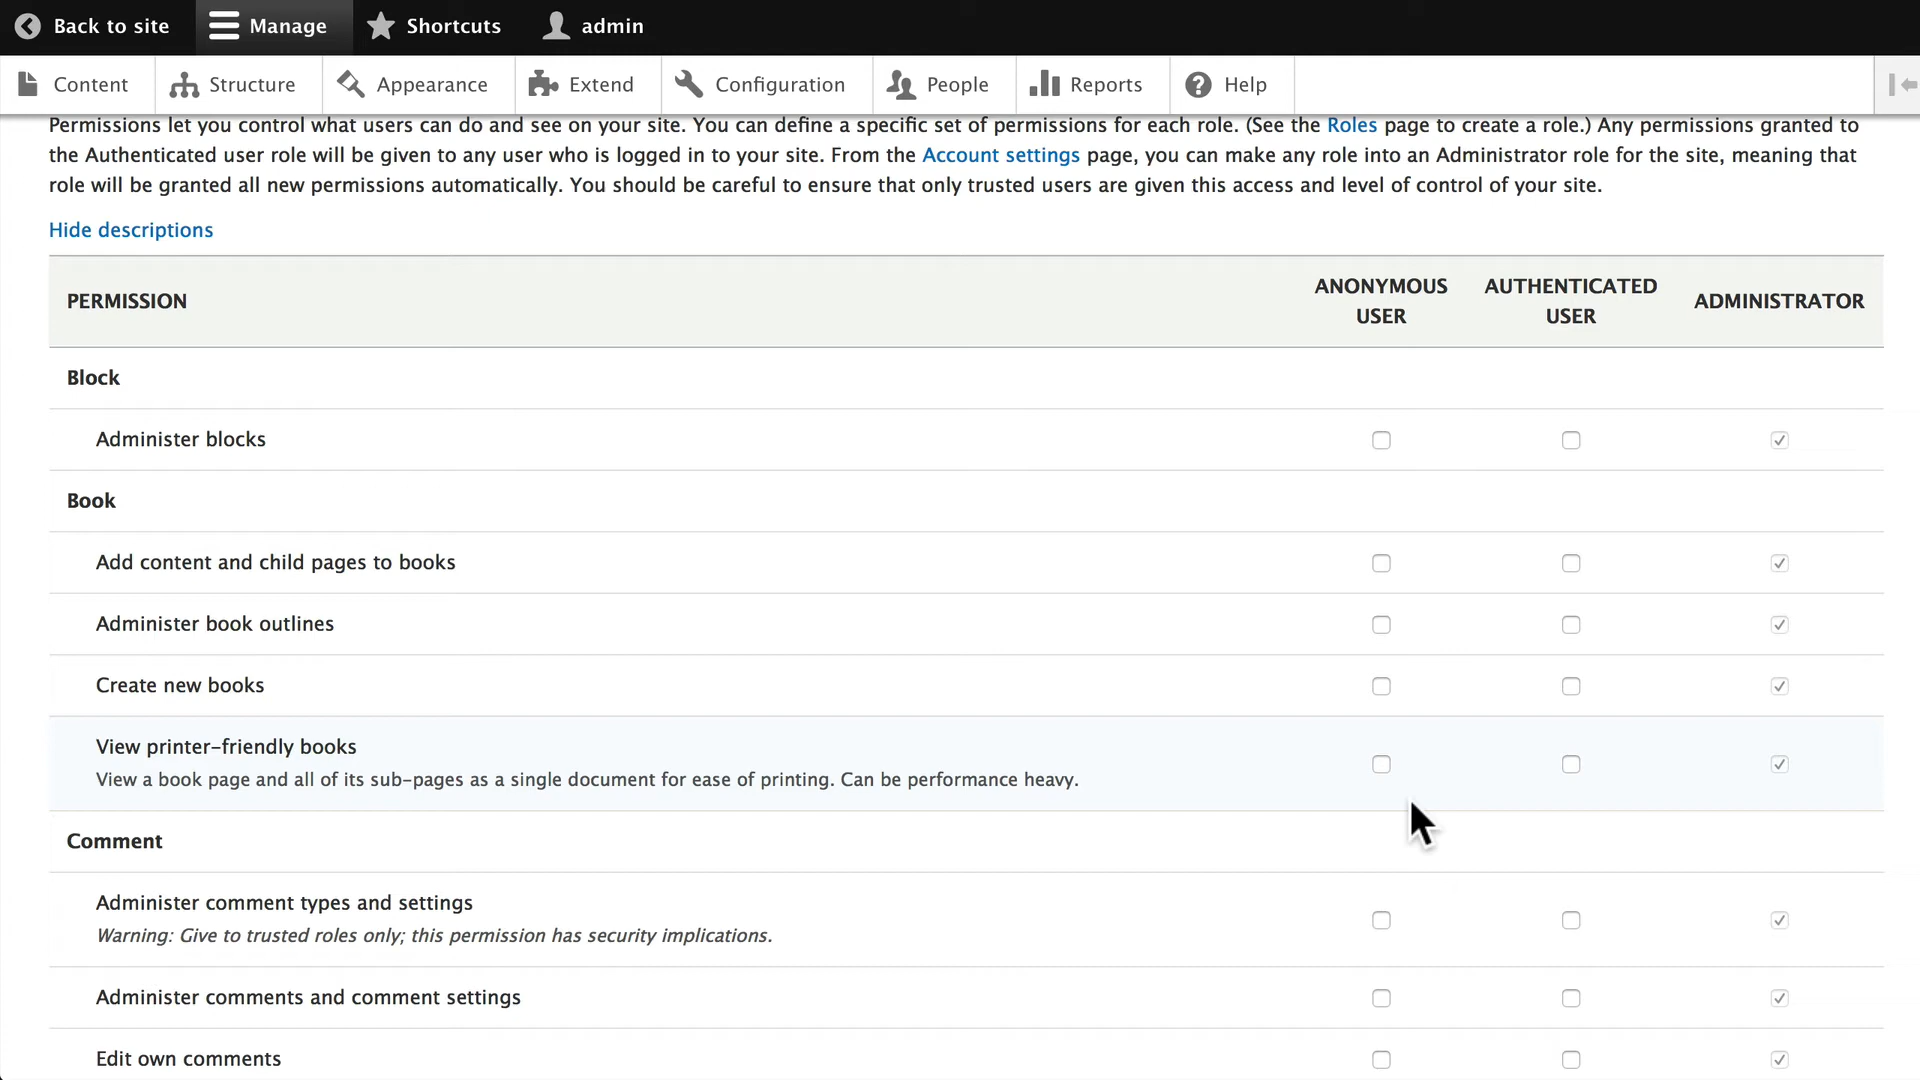 Back to site Manage Shortcuts admin
Content Structure Appearance Extend Configuration People Reports Help
Permissions let you control what users can do and see on your site. You can define a specific set of permissions for each role. (See the Roles page to create a role.) Any permissions granted to
the Authenticated user role will be given to any user who is logged in to your site. From the Account settings page, you can make any role into an Administrator role for the site, meaning that
role will be granted all new permissions automatically. You should be careful to ensure that only trusted users are given this access and level of control of your site.
Hide descriptions
PERMISSION
ANONYMOUS
USER
AUTHENTICATED
USER
ADMINISTRATOR
Block
Administer blocks
Book
Add content and child pages to books
Administer book outlines
Create new books
View printer-friendly books
View a book page and all of its sub-pages as a single document for ease of printing. Can be performance heavy.
Comment
Administer comment types and settings
Warning: Give to trusted roles only; this permission has security implications.
Administer comments and comment settings
Edit own comments